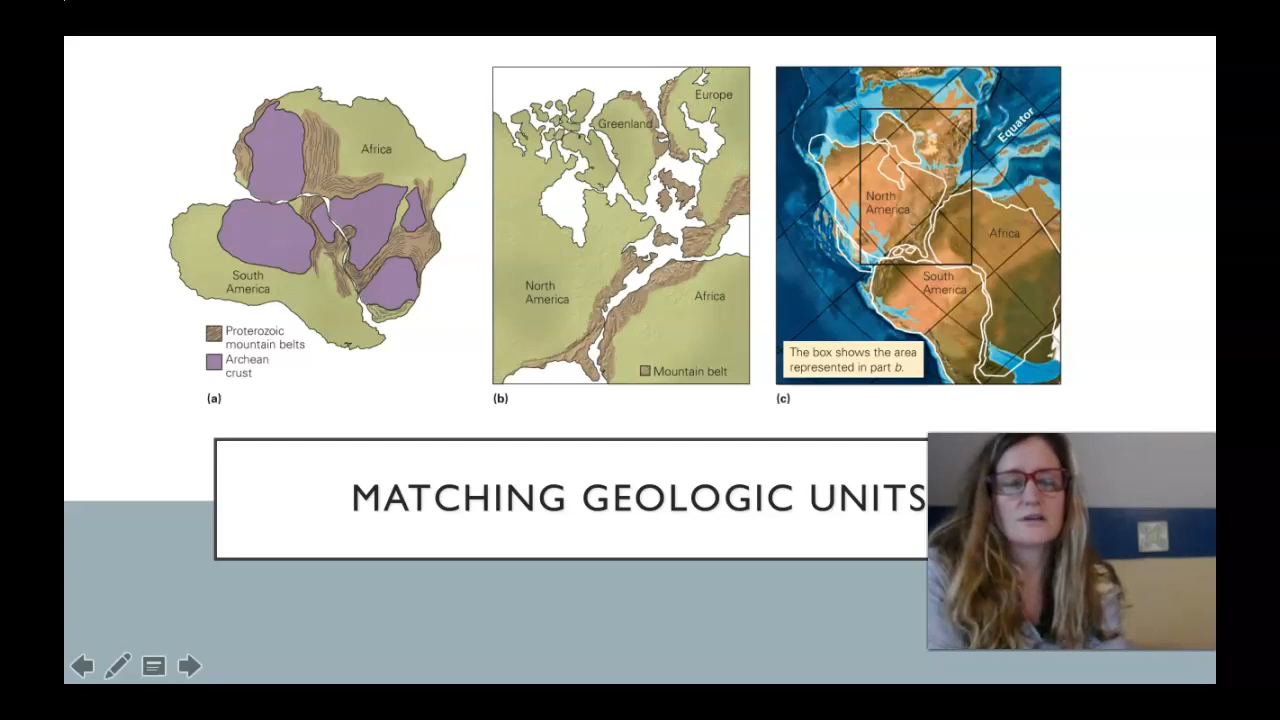 Africa
South
America
Proterozoic
mountain belts
Archean
crust
(a)
Europe
Greenland
North
America
Africa
Mountain belt
(b)
Equator
North
America
Africa
South
America
The box shows the area
represented in part b.
(c)
MATCHING GEOLOGIC UNITS